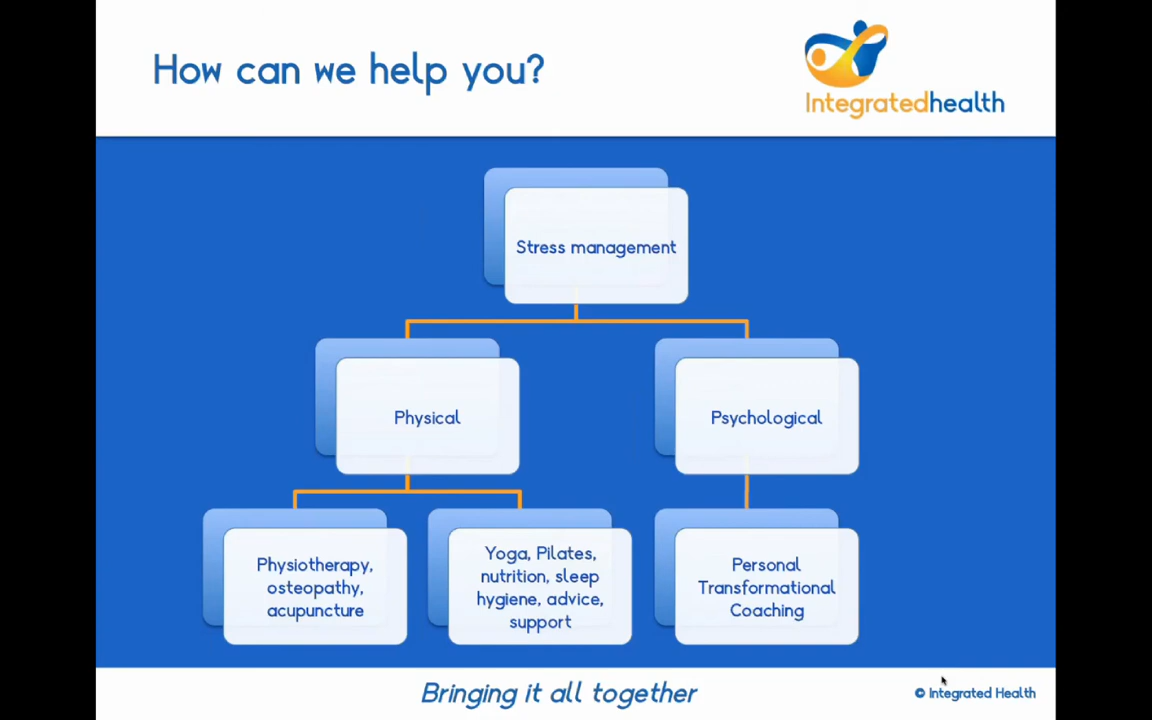 How can we help you?
Integratedhealth
Stress management
Physical
Psychological
Physiotherapy,
osteopathy,
acupuncture
Yoga, Pilates,
nutrition, sleep
hygiene, advice,
support
Personal
Transformational
Coaching
Bringing it all together
© Integrated Health